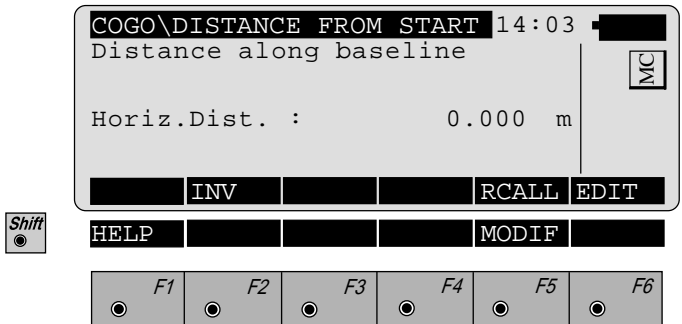 COGO\DISTANCE FROM START 14:03
Distance along baseline
MC
Horiz.Dist. : 0.000 m
INV RCALL EDIT
Shift
HELP MODIF
F1 F2 F3 F4 F5 F6